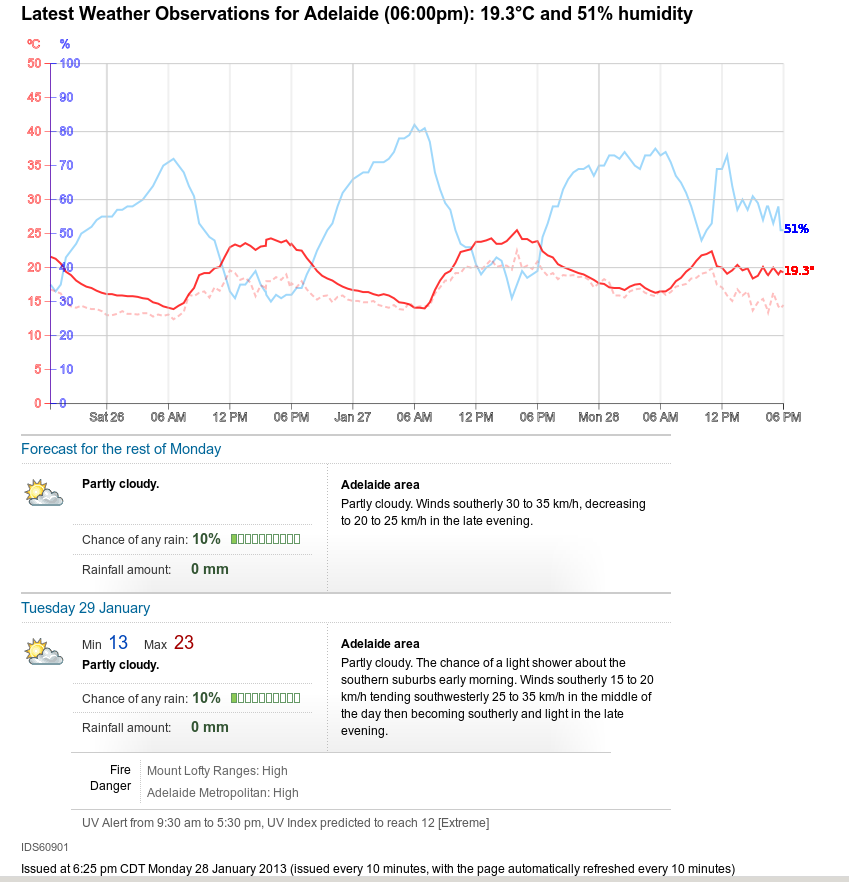 Latest Weather Observations for Adelaide (06:00pm): 19.3°C and 51% humidity
ºC %
50 100
45 90
40 80
35 70
30 60
25 50
51%
20 40
19.3°
15 30
10 20
5 10
0 0
Sat 26 06 AM 12 PM 06 PM Jan 27 06 AM 12 PM 06 PM Mon 28 06 AM 12 PM 06 PM
Forecast for the rest of Monday
Partly cloudy.
Chance of any rain: 10%
Rainfall amount: 0 mm
Adelaide area
Partly cloudy. Winds southerly 30 to 35 km/h, decreasing
to 20 to 25 km/h in the late evening.
Tuesday 29 January
Min 13 Max 23
Partly cloudy.
Chance of any rain: 10%
Rainfall amount: 0 mm
Adelaide area
Partly cloudy. The chance of a light shower about the
southern suburbs early morning. Winds southerly 15 to 20
km/h tending southwesterly 25 to 35 km/h in the middle of
the day then becoming southerly and light in the late
evening.
Fire
Danger
Mount Lofty Ranges: High
Adelaide Metropolitan: High
UV Alert from 9:30 am to 5:30 pm, UV Index predicted to reach 12 [Extreme]
IDS60901
Issued at 6:25 pm CDT Monday 28 January 2013 (issued every 10 minutes, with the page automatically refreshed every 10 minutes)